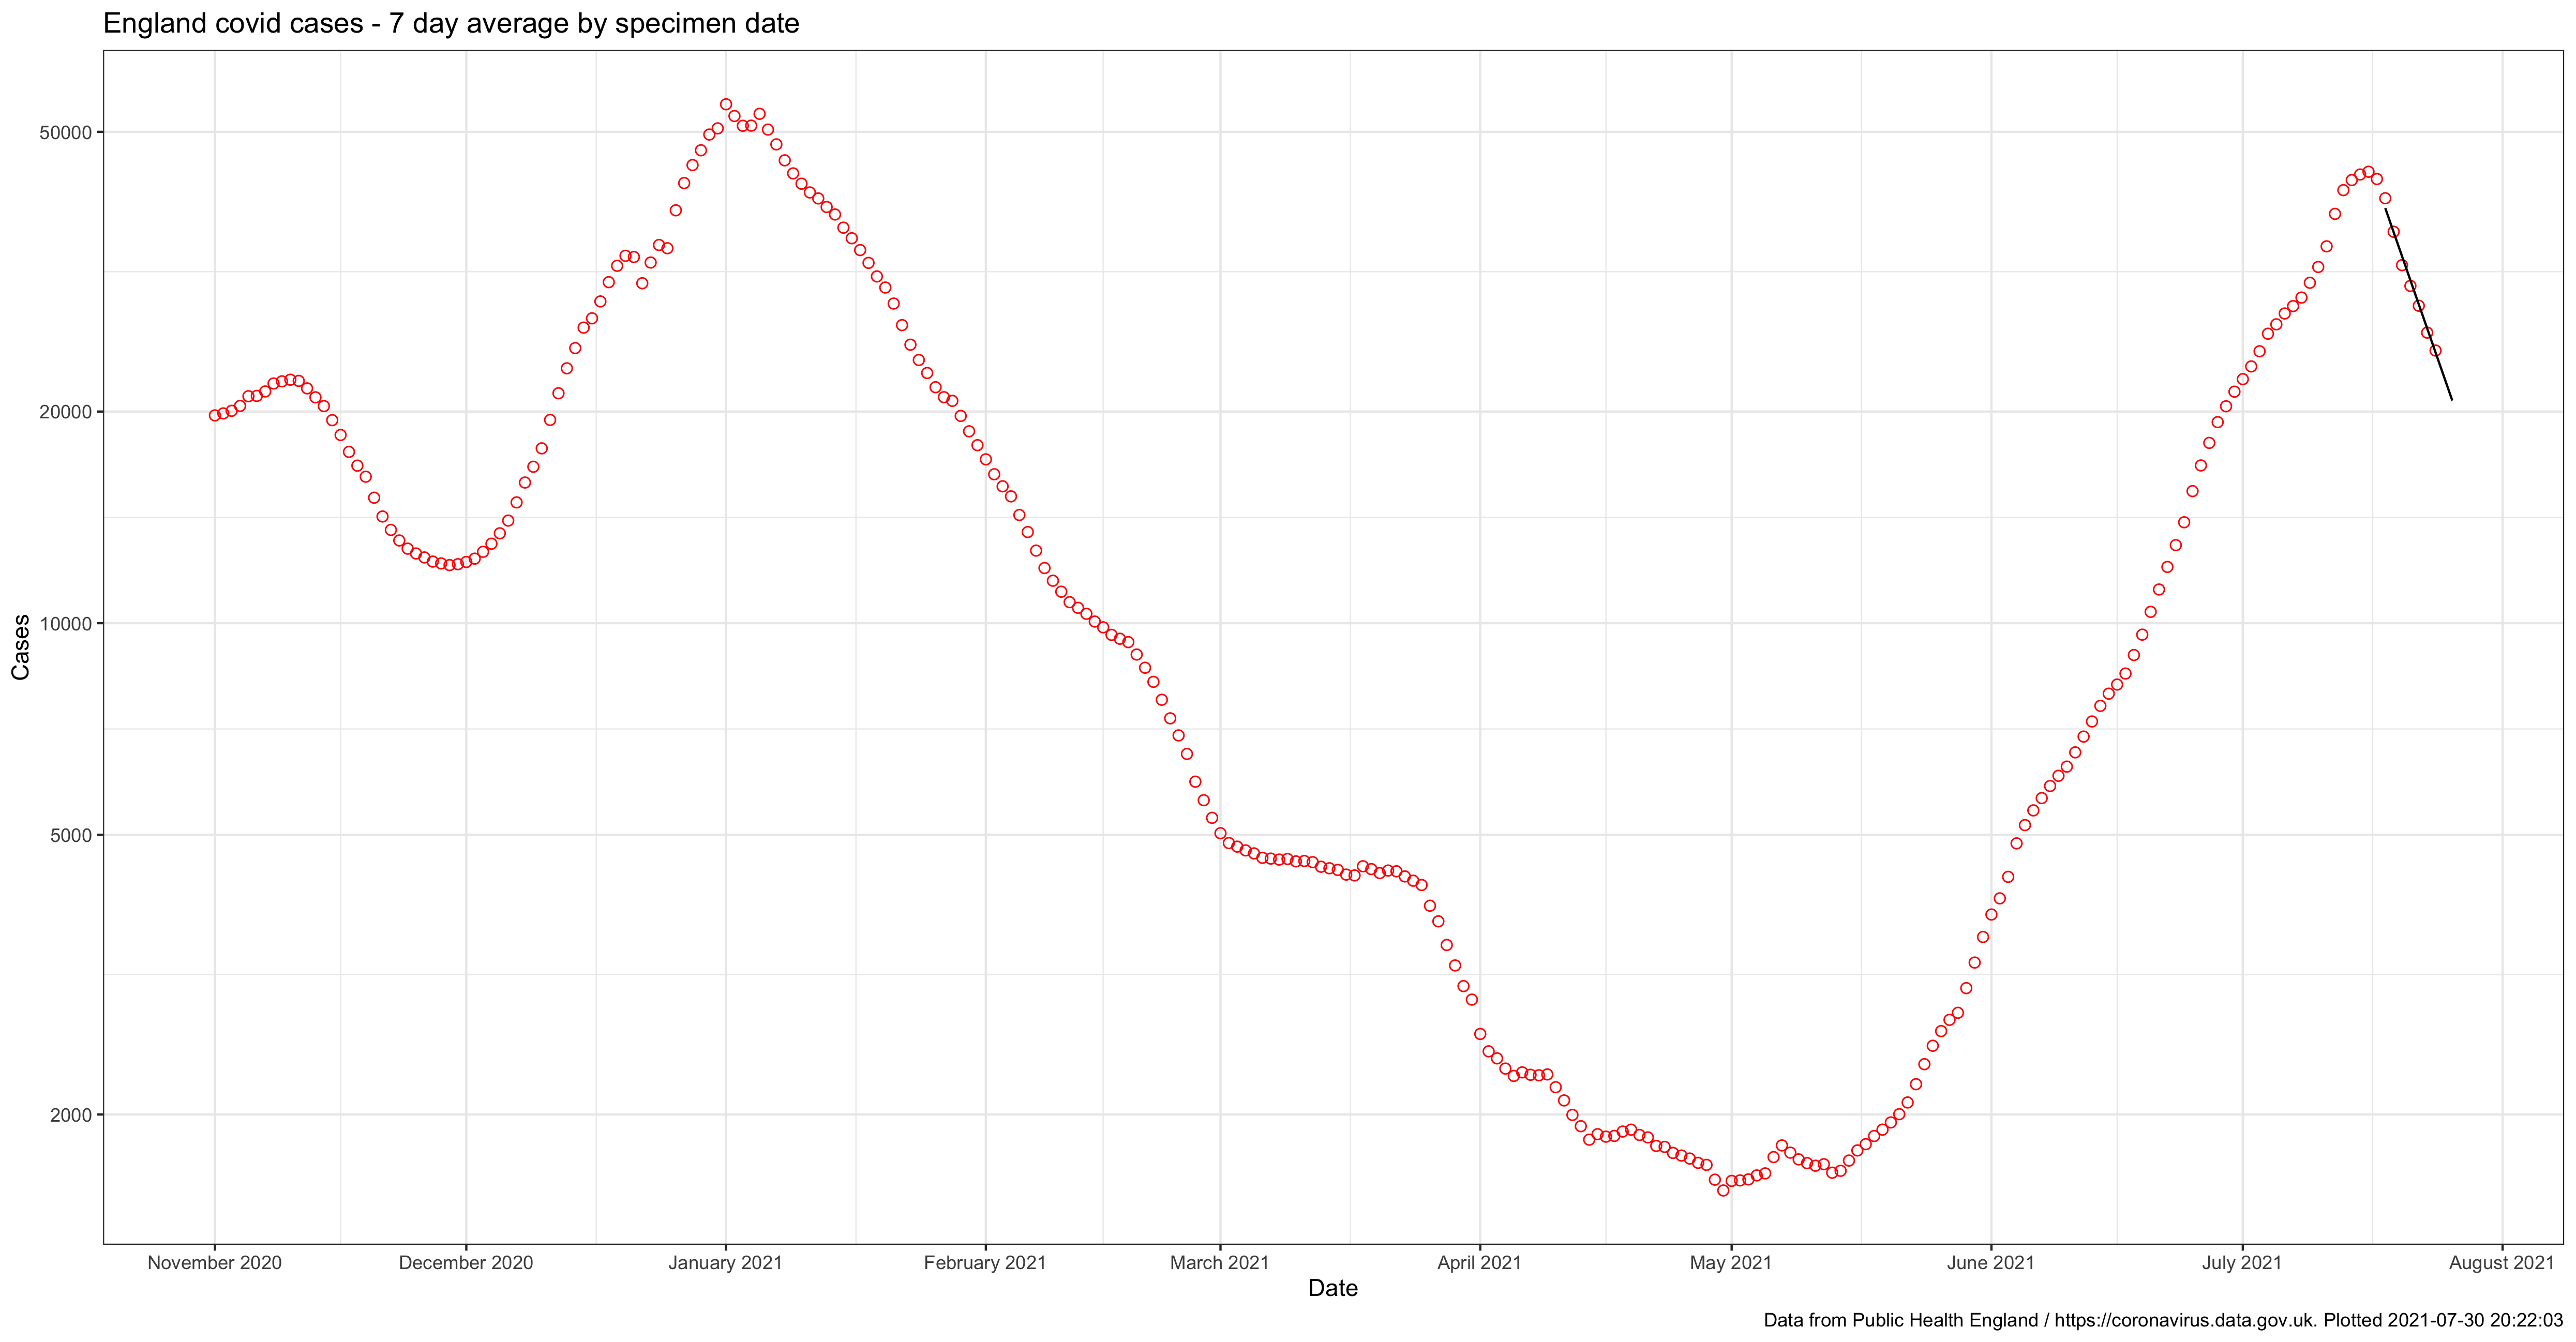 England covid cases - 7 day average by specimen date
50000
20000
10000
5000
2000
Cases
November 2020
December 2020
January 2021
February 2021
March 2021
April 2021
May 2021
June 2021
July 2021
August 2021
Date
Data from Public Health England / https://coronavirus.data.gov.uk. Plotted 2021-07-30 20:22:03